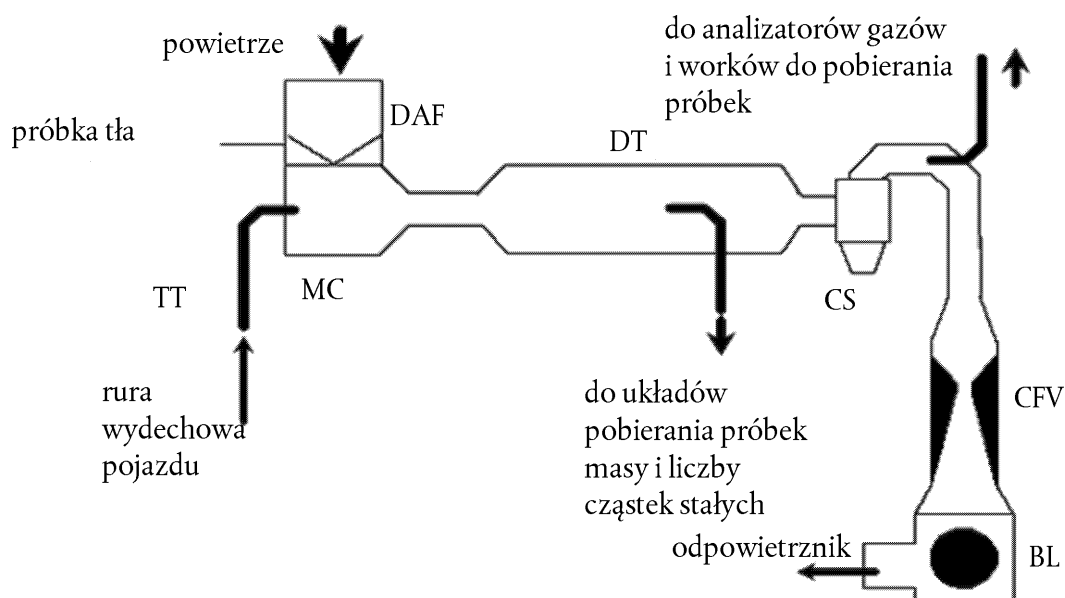 powietrze
do analizatorów gazów
i worków do pobierania
próbek
DAF
próbka tła
DT
TT
MC
CS
rura
wydechowa
pojazdu
do układów
pobierania próbek
masy i liczby
cząstek stałych
CFV
odpowietrznik
BL